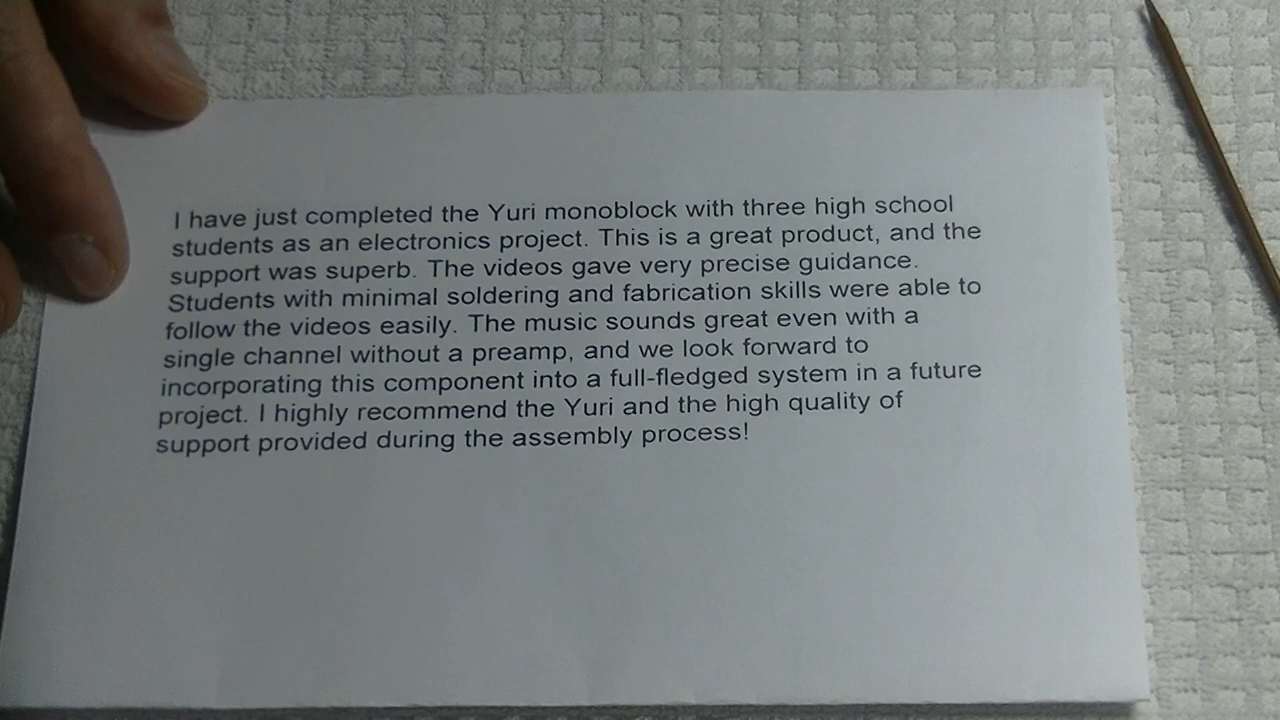 I have just completed the Yuri monoblock with three high school
students as an electronics project. This is a great product, and the
support was superb. The videos gave very precise guidance.
Students with minimal soldering and fabrication skills were able to
follow the videos easily. The music sounds great even with a
single channel without a preamp, and we look forward to
incorporating this component into a full-fledged system in a future
project. I highly recommend the Yuri and the high quality of
support provided during the assembly process!